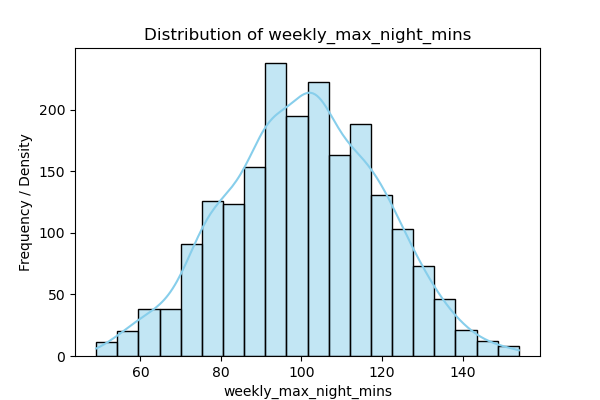 Distribution of weekly_max_night_mins
Frequency / Density
200
150
100
50
0
60 80 100 120 140
weekly_max_night_mins